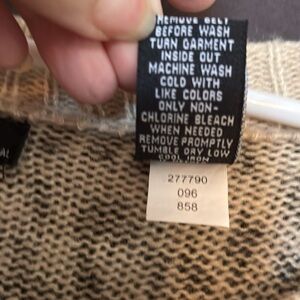 REMOVE BELT
BEFORE WASH
TURN GARMENT
INSIDE OUT
MACHINE WASH
COLD WITH
LIKE COLORS
ONLY NON-
CHLORINE BLEACH
WHEN NEEDED
REMOVE PROMPTLY
TUMBLE DRY LOW
COOL IRON
277790
096
858